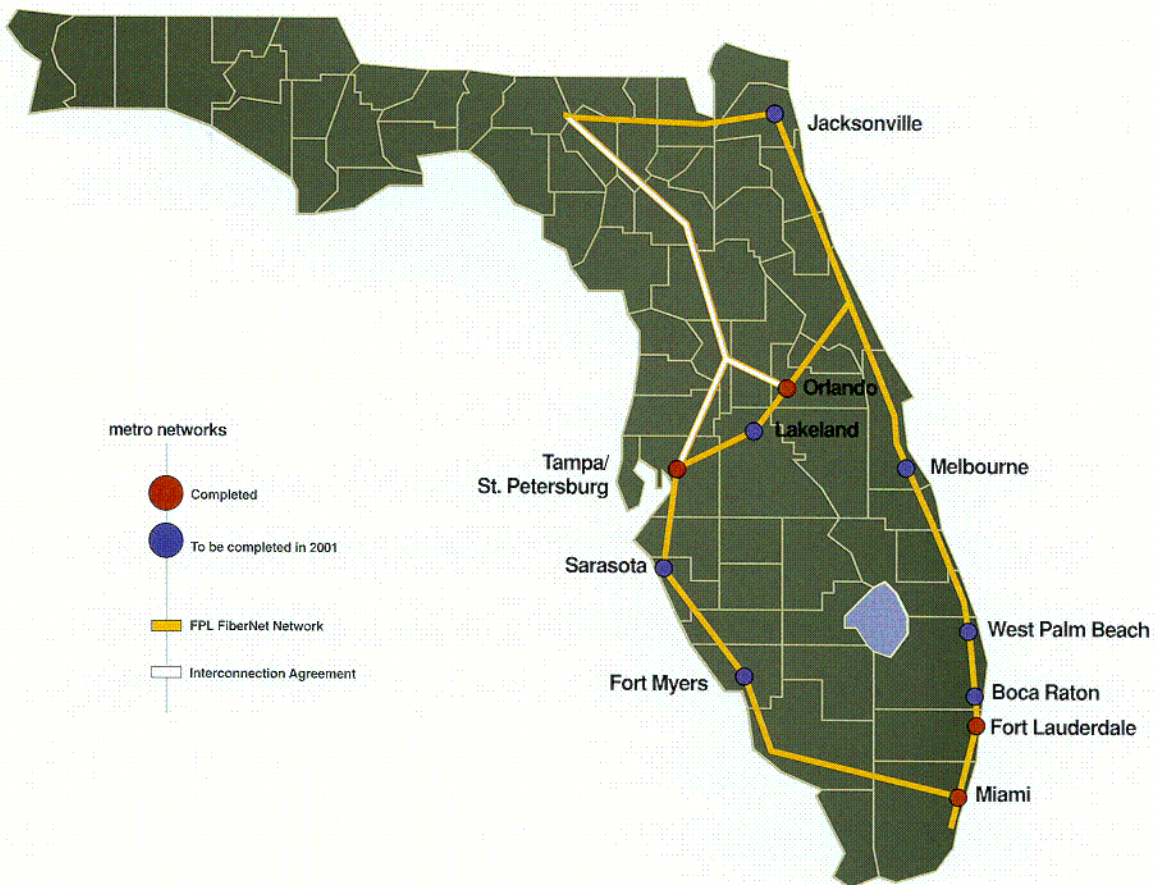 Jacksonville
Orlando
Lakeland
metro networks
Tampa/
St. Petersburg
Melbourne
Completed
To be completed in 2001
Sarasota
FPL FiberNet Network
West Palm Beach
Interconnection Agreement
Fort Myers
Boca Raton
Fort Lauderdale
Miami